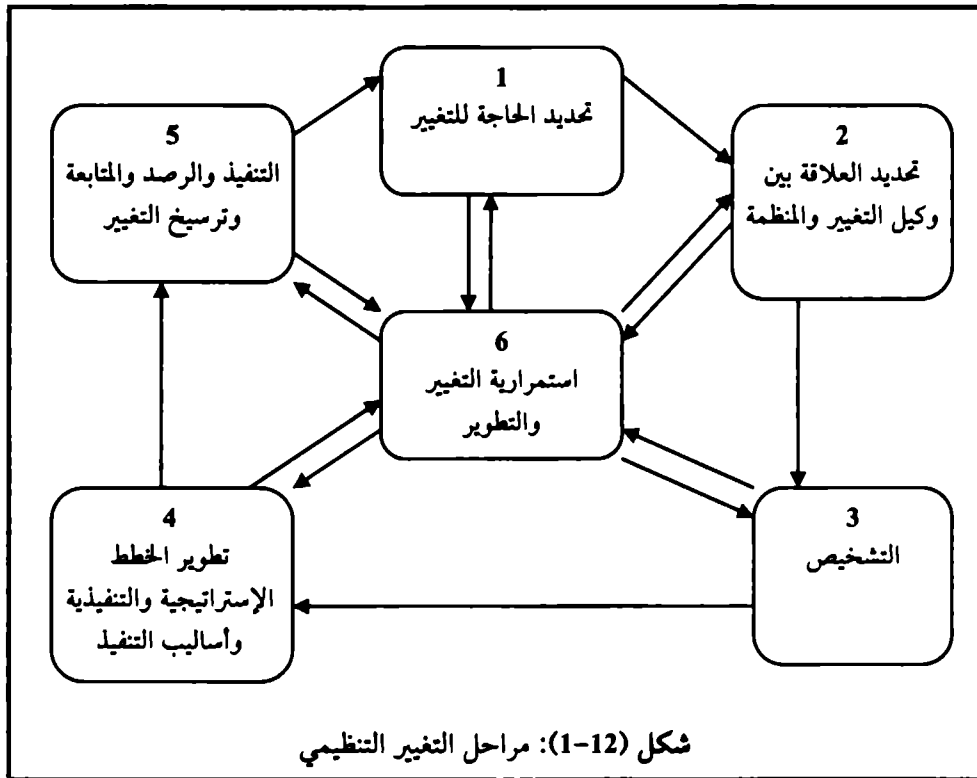 1
تحديد الحاجة للتغيير
2
تحديد العلاقة بين
وكيل التغيير والمنظمة
3
التشخيص
4
تطوير الخطط
الإستراتيجية والتنفيذية
وأساليب التنفيذ
5
التنفيذ والرصد والمتابعة
وترسيخ التغيير
6
استمرارية التغيير
والتطوير
شكل (12-1): مراحل التغيير التنظيمي